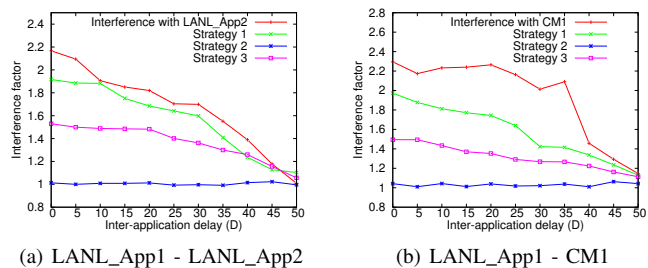 Interference with LANL_App2
Strategy 1
Strategy 2
Strategy 3
Interference factor
2.6
2.4
2.2
2
1.8
1.6
1.4
1.2
1
0.8
0 5 10 15 20 25 30 35 40 45 50
Inter-application delay (D)
(a) LANL_App1 - LANL_App2
Interference with CM1
Strategy 1
Strategy 2
Strategy 3
Interference factor
2.8
2.6
2.4
2.2
2
1.8
1.6
1.4
1.2
1
0.8
0 5 10 15 20 25 30 35 40 45 50
Inter-application delay (D)
(b) LANL_App1 - CM1